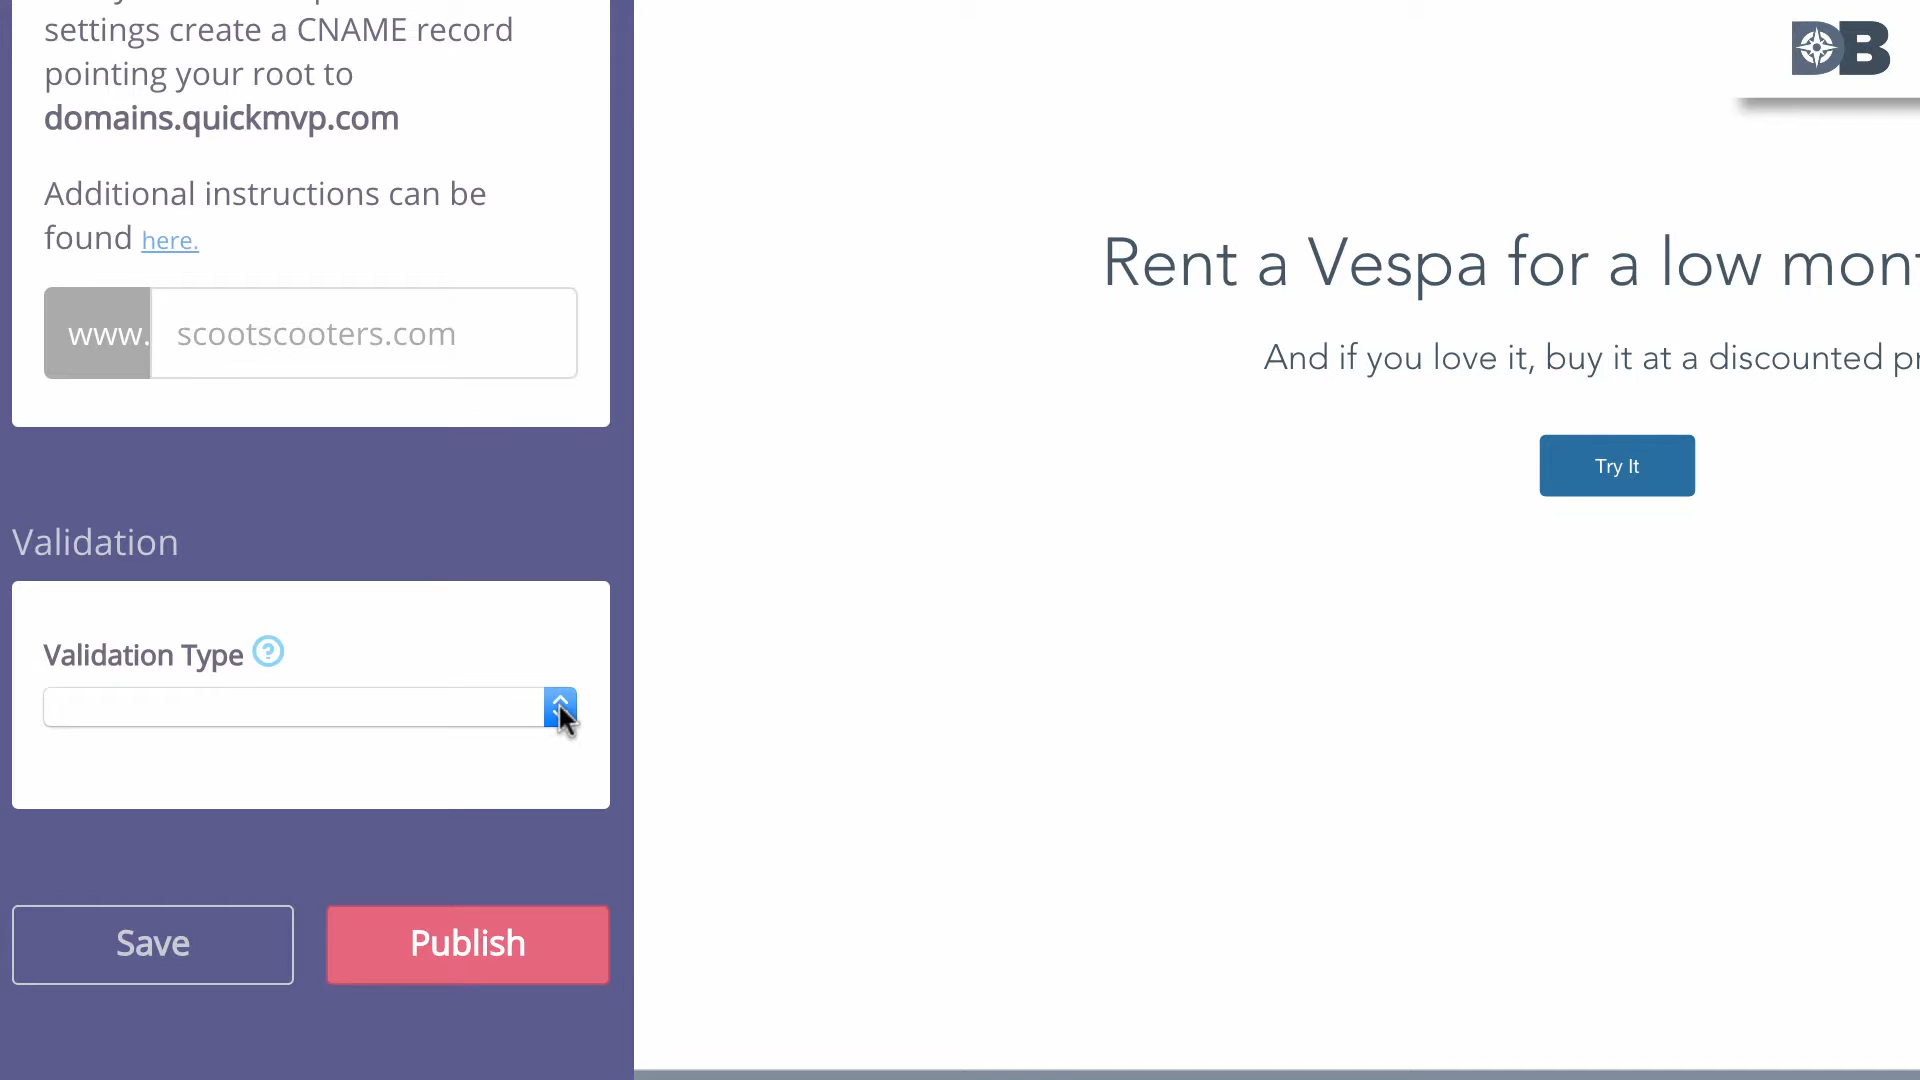 settings create a CNAME record
pointing your root to
domains.quickmvp.com
Additional instructions can be
found here.
www. scootscooters.com
Validation
Validation Type ?
Save
Publish
DB
Rent a Vespa for a low
And if you love it, buy it at a discounted
Try It